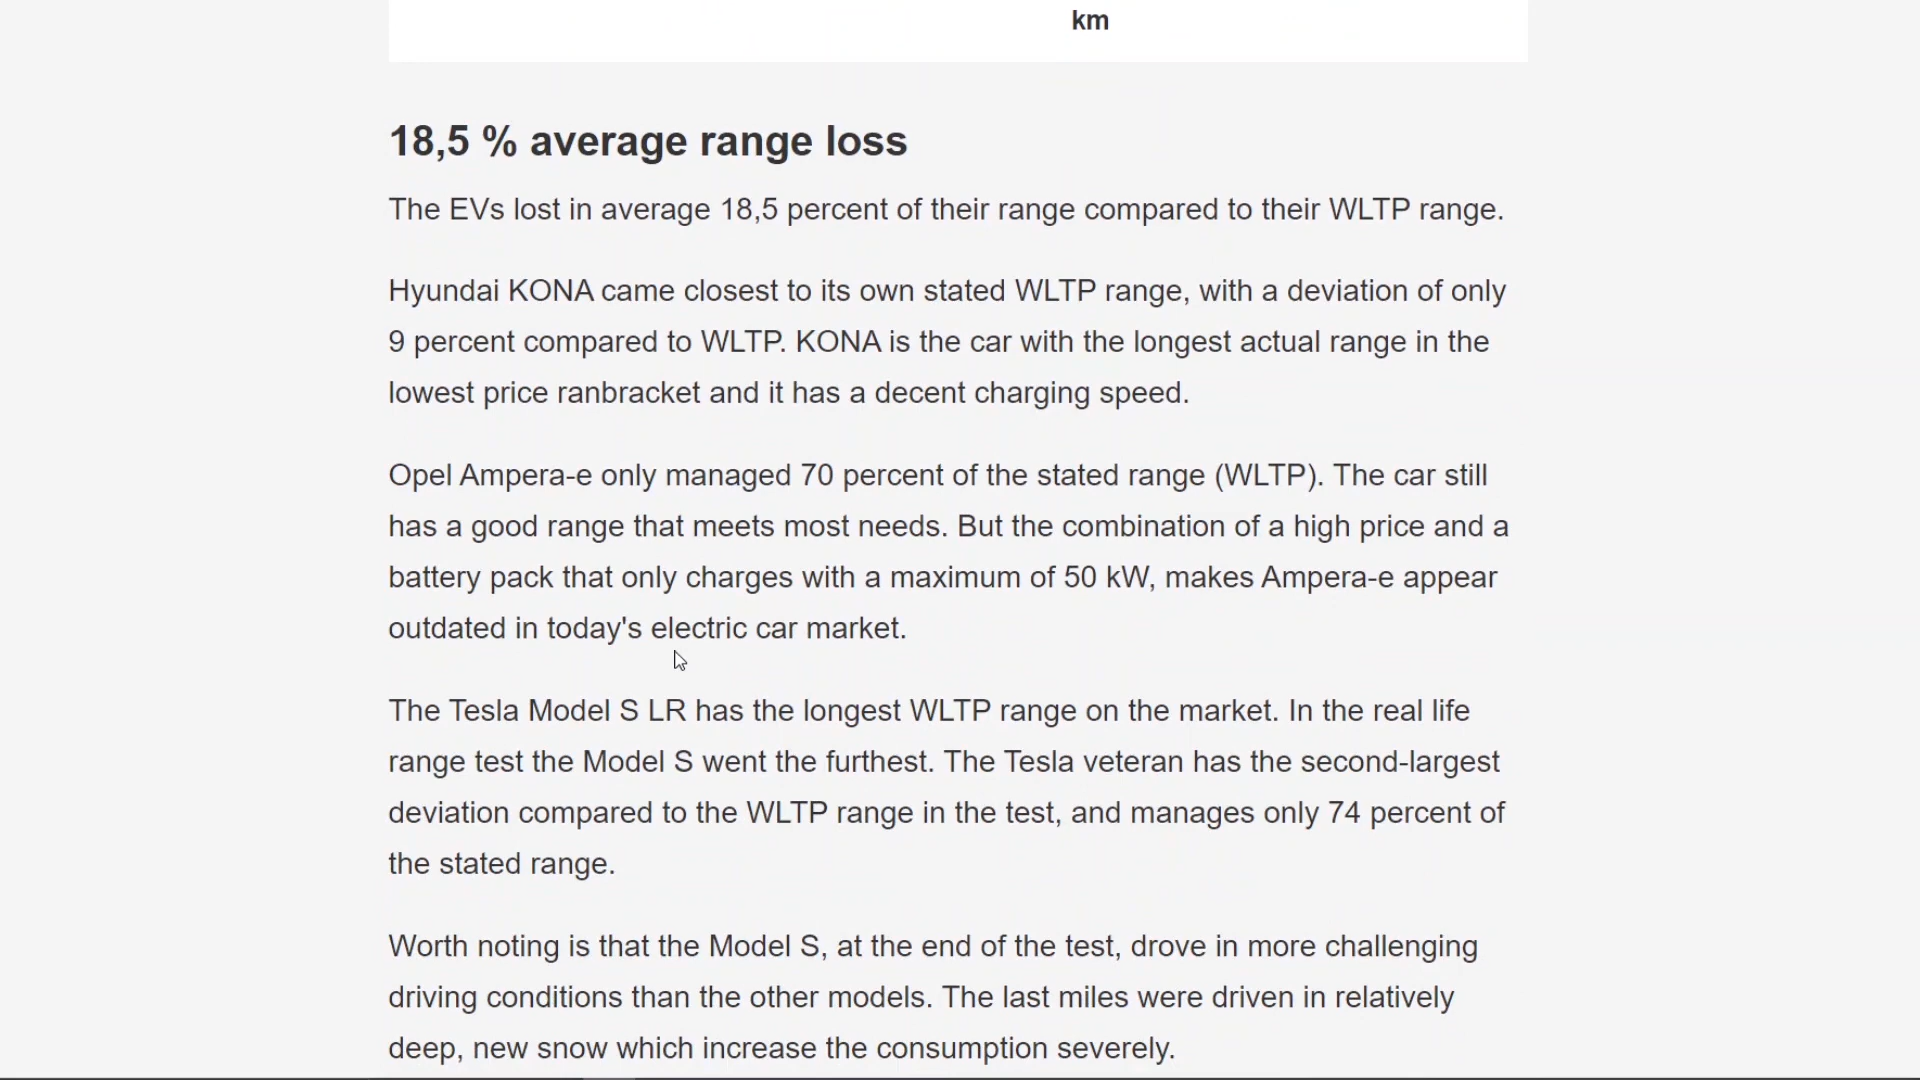 km
18,5 % average range loss
The EVs lost in average 18,5 percent of their range compared to their WLTP range.
Hyundai KONA came closest to its own stated WLTP range, with a deviation of only
9 percent compared to WLTP. KONA is the car with the longest actual range in the
lowest price ranbracket and it has a decent charging speed.
Opel Ampera-e only managed 70 percent of the stated range (WLTP). The car still
has a good range that meets most needs. But the combination of a high price and a
battery pack that only charges with a maximum of 50 kW, makes Ampera-e appear
outdated in today's electric car market.
The Tesla Model S LR has the longest WLTP range on the market. In the real life
range test the Model S went the furthest. The Tesla veteran has the second-largest
deviation compared to the WLTP range in the test, and manages only 74 percent of
the stated range.
Worth noting is that the Model S, at the end of the test, drove in more challenging
driving conditions than the other models. The last miles were driven in relatively
deep, new snow which increase the consumption severely.